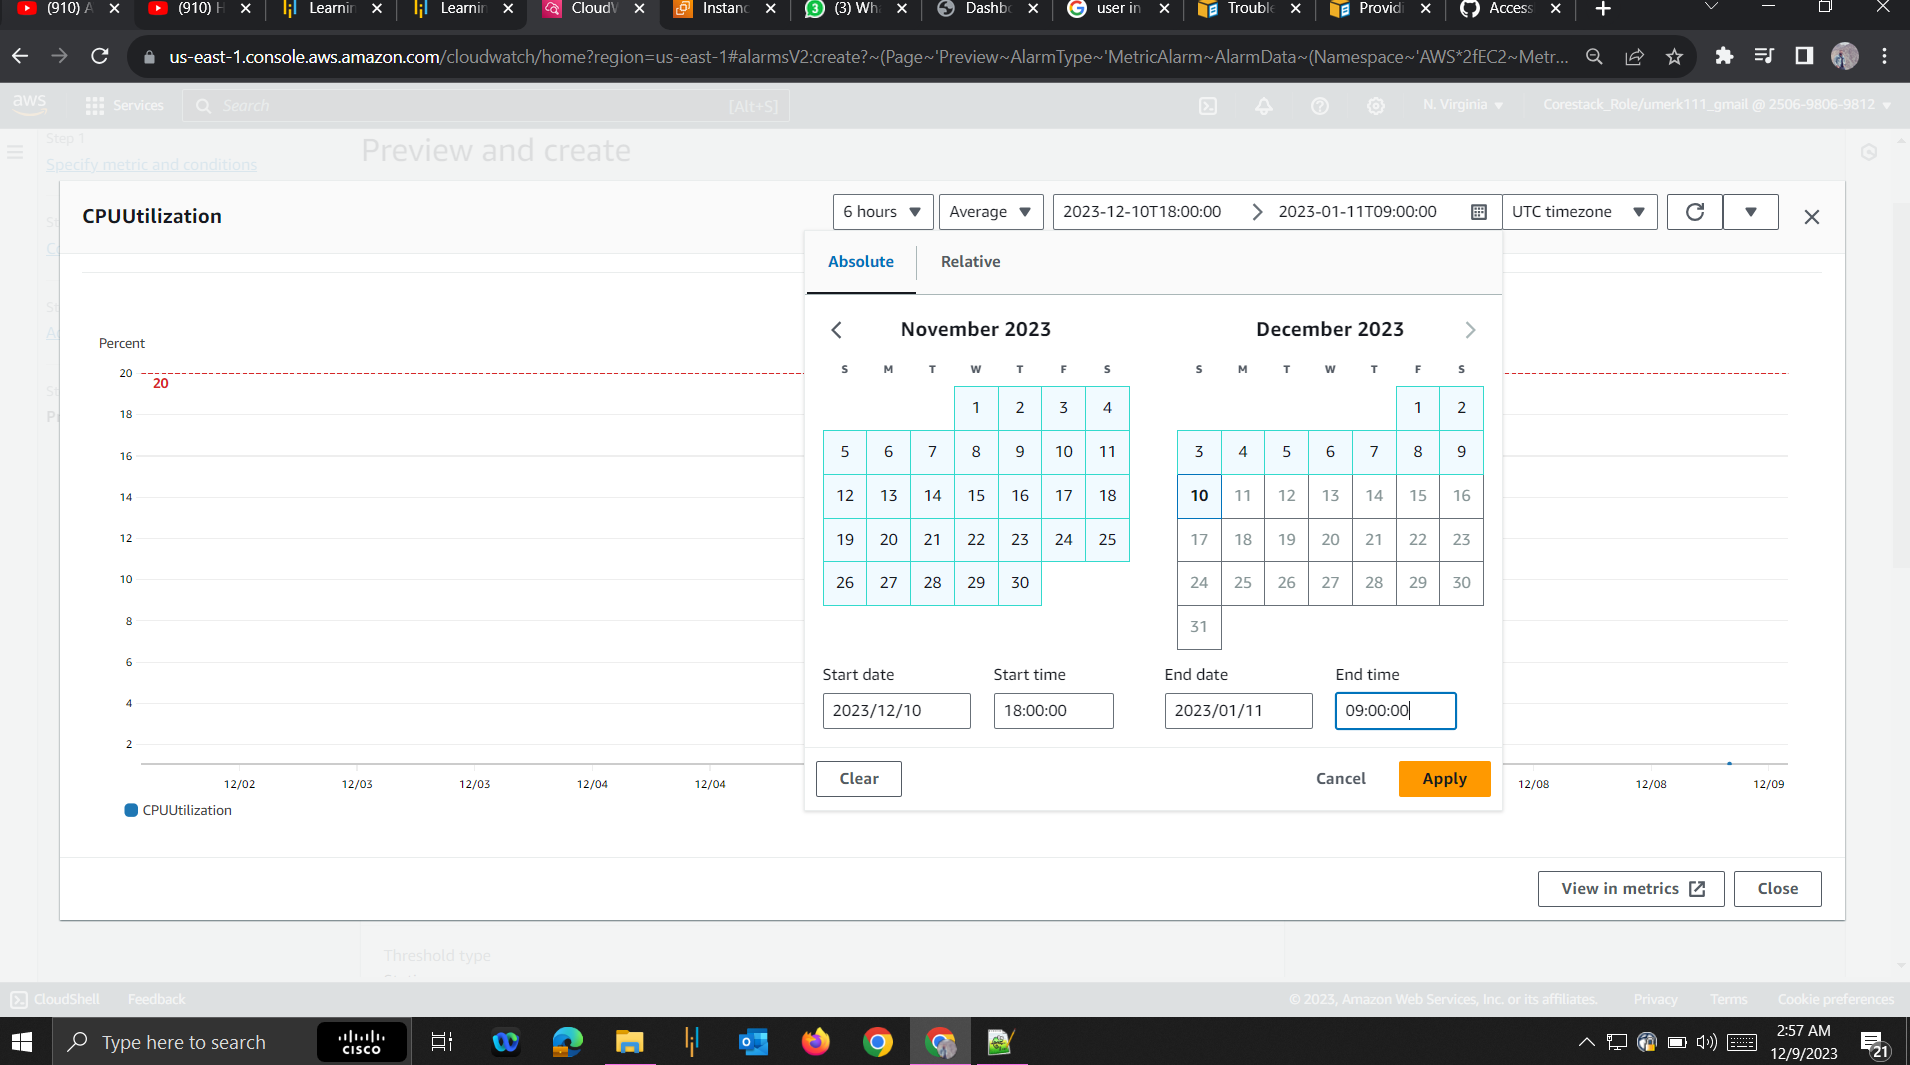 (910) A
(910) H
Learnin
Learnin
CloudW
Instanc
(3) Wha
Dashbo
user in
Trouble
Providi
Access
us-east-1.console.aws.amazon.com/cloudwatch/home?region=us-east-1#alarmsV2:create?~(Page~'Preview~AlarmType~'MetricAlarm~AlarmData~(Namespace~'AWS*2fEC2~Metr...
aws
Services
Search
[Alt+S]
N. Virginia
Corestack_Role/umerk111_gmail @ 2506-9806-9812
Step 1
Specify metric and conditions
Preview and create
CPUUtilization
6 hours
Average
2023-12-10T18:00:00
2023-01-11T09:00:00
UTC timezone
Absolute
Relative
November 2023
S M T W T F S
1 2 3 4
5 6 7 8 9 10 11
12 13 14 15 16 17 18
19 20 21 22 23 24 25
26 27 28 29 30
December 2023
S M T W T F S
1 2
3 4 5 6 7 8 9
10 11 12 13 14 15 16
17 18 19 20 21 22 23
24 25 26 27 28 29 30
31
Start date
Start time
End date
End time
2023/12/10
18:00:00
2023/01/11
09:00:00
Clear
Cancel
Apply
Percent
20
20
18
16
14
12
10
8
6
4
2
12/02
12/03
12/03
12/04
12/04
12/08
12/08
12/09
CPUUtilization
View in metrics
Close
Threshold type
CloudShell
Feedback
© 2023, Amazon Web Services, Inc. or its affiliates.
Privacy
Terms
Cookie preferences
Type here to search
CISCO
2:57 AM
12/9/2023
21